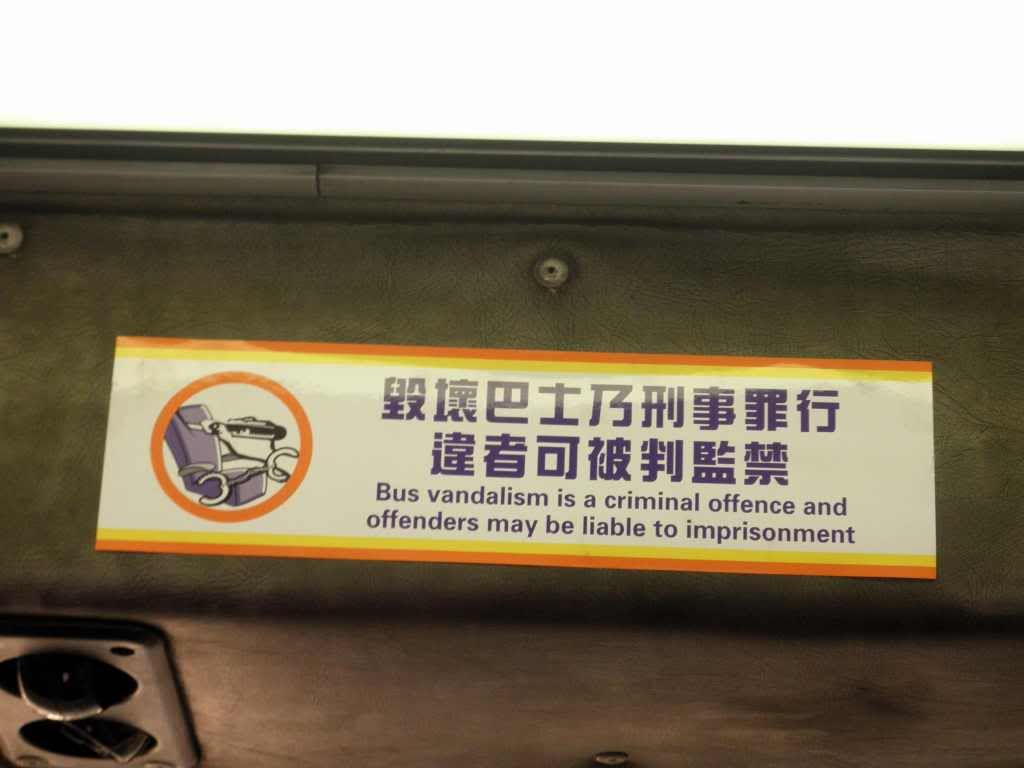 毀壞巴士乃刑事罪行
違者可被判監禁
Bus vandalism is a criminal offence and
offenders may be liable to imprisonment